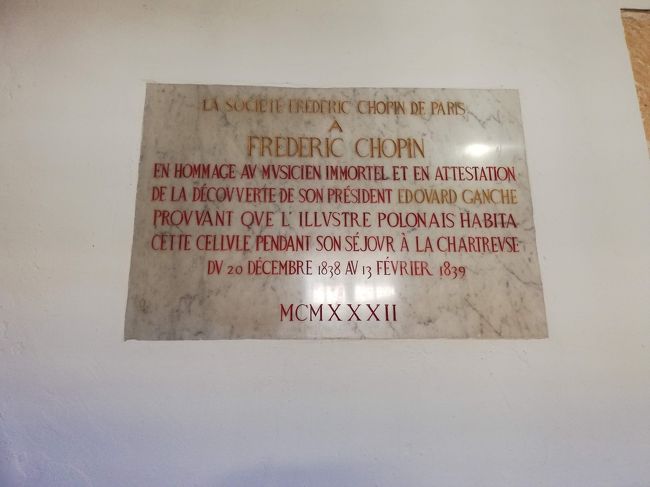 LA SOCIÉTÉ FRÉDÉRIC CHOPIN DE PARIS
A
FRÉDÉRIC CHOPIN
EN HOMMAGE AV MVSICIEN IMMORTEL ET EN ATTESTATION
DE LA DÉCOVVERTE DE SON PRÉSIDENT EDOVARD GANCHE
PROVVANT QVE L'ILLVSTRE POLONAIS HABITA
CETTE CELLVLE PENDANT SON SÉJOVR À LA CHARTREVSE
DV 20 DÉCEMBRE 1838 AV 13 FÉVRIER 1839
MCMXXXII